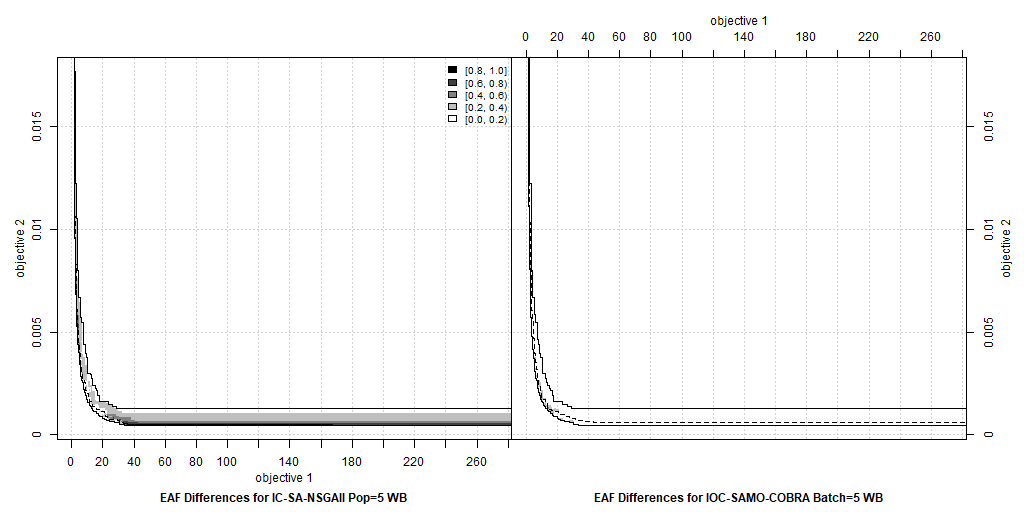 objective 1
0 20 40 60 80 100 140 180 220 260
[0.8, 1.0]
[0.6, 0.8)
[0.4, 0.6)
[0.2, 0.4)
[0.0, 0.2)
objective 2
0.015
0.01
0.005
0
0.015
0.01
0.005
0
objective 2
0 20 40 60 80 100 140 180 220 260
objective 1
EAF Differences for IC-SA-NSGAII Pop=5 WB
EAF Differences for IOC-SAMO-COBRA Batch=5 WB